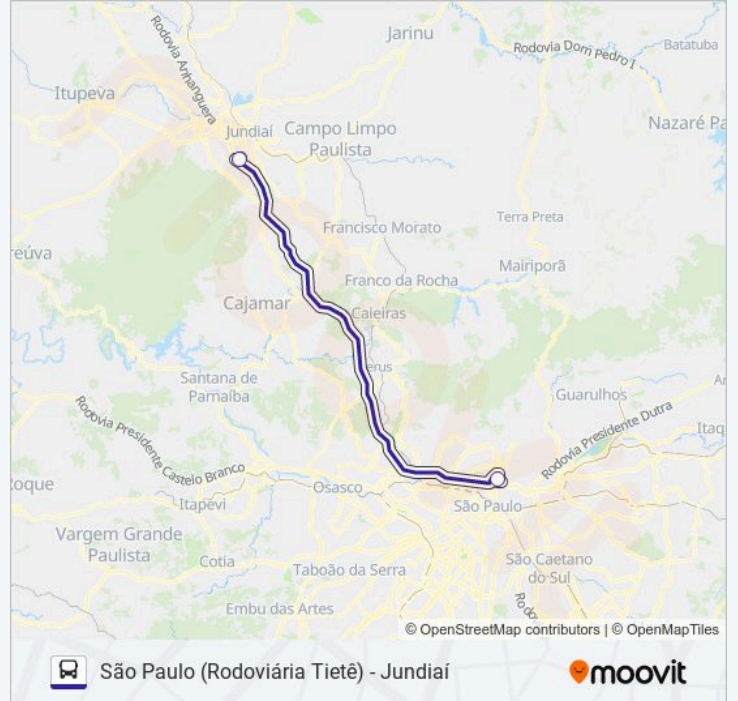 Jarinu
Rodovia Dom Pedro I
Batatuba
Rodovia Anhanguera
Itupeva
Nazaré Pa
Jundiaí
Campo Limpo
Paulista
Terra Preta
Francisco Morato
eúva
Mairiporã
Franco da Rocha
Cajamar
Caieiras
erus
Santana de
Parnaíba
Guarulhos
Rodovia Presidente Dutra
Itaq
Rodovia Presidente Castelo Branco
oque
Osasco
Itapevi
São Paulo
Vargem Grande
Paulista
Cotia
Taboão da Serra
São Caetano
do Sul
Embu das Artes
© OpenStreetMap contributors | © OpenMapTiles
São Paulo (Rodoviária Tietê) - Jundiaí
moovit